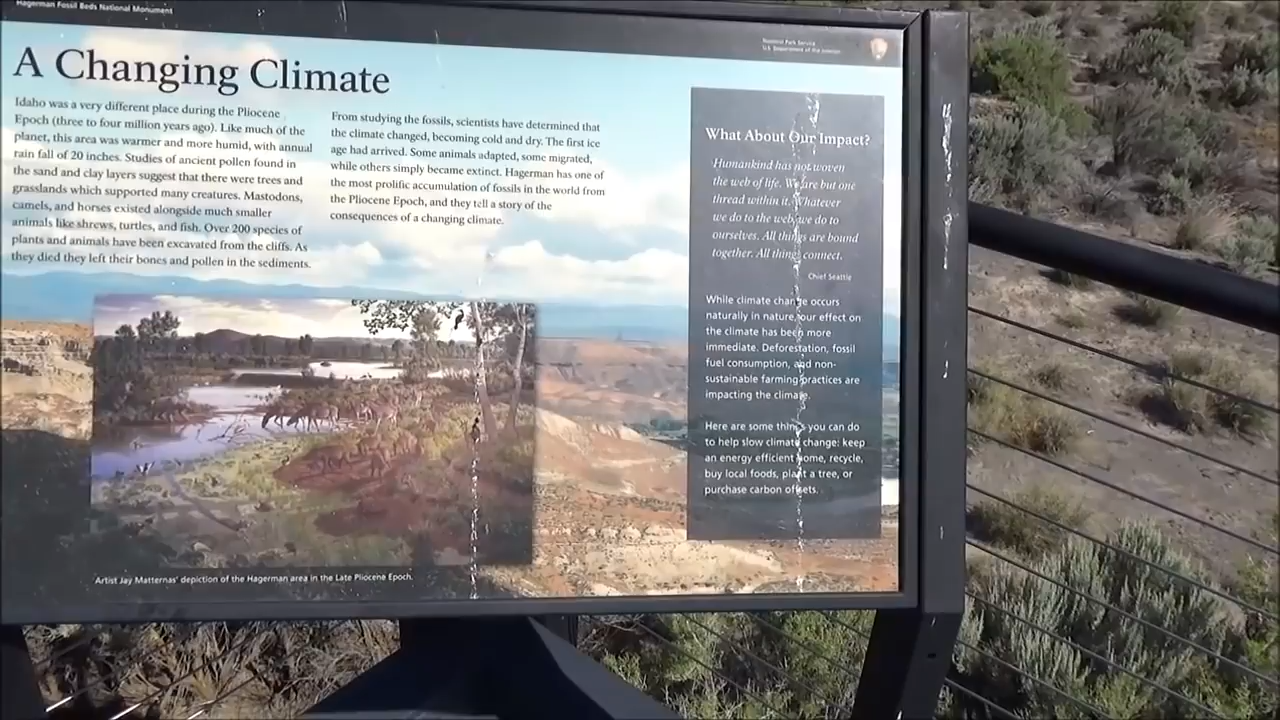 Hagerman Fossil Beds National Monument
National Park Service
U.S. Department of the Interior
A Changing Climate
Idaho was a very different place during the Pliocene
Epoch (three to four million years ago). Like much of the
planet, this area was warmer and more humid, with annual
rain fall of 20 inches. Studies of ancient pollen found in
the sand and clay layers suggest that there were trees and
grasslands which supported many creatures. Mastodons,
camels, and horses existed alongside much smaller
animals like shrews, turtles, and fish. Over 200 species of
plants and animals have been excavated from the cliffs. As
they died they left their bones and pollen in the sediments.
From studying the fossils, scientists have determined that
the climate changed, becoming cold and dry. The first ice
age had arrived. Some animals adapted, some migrated,
while others simply became extinct. Hagerman has one of
the most prolific accumulation of fossils in the world from
the Pliocene Epoch, and they tell a story of the
consequences of a changing climate.
Artist Jay Matternas' depiction of the Hagerman area in the Late Pliocene Epoch.
What About Our Impact?
Humankind has not woven
the web of life. We are but one
thread within it. Whatever
we do to the web, we do to
ourselves. All things are bound
together. All things connect.
Chief Seattle
While climate change occurs
naturally in nature, our effect on
the climate has been more
immediate. Deforestation, fossil
fuel consumption, and non-
sustainable farming practices are
impacting the climate.
Here are some things you can do
to help slow climate change: keep
an energy efficient home, recycle,
buy local foods, plant a tree, or
purchase carbon offsets.